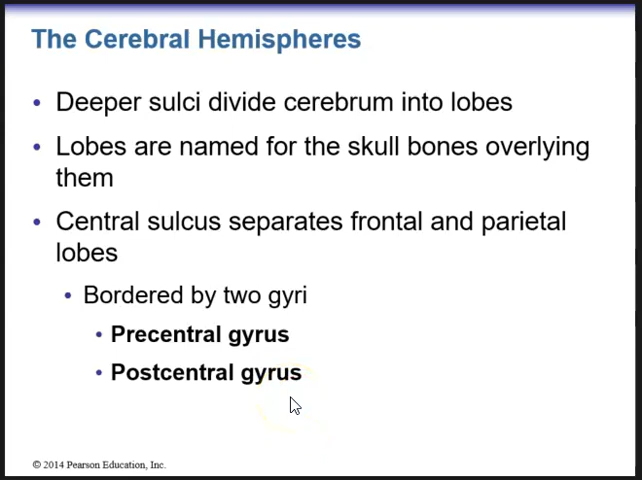 The Cerebral Hemispheres
• Deeper sulci divide cerebrum into lobes
• Lobes are named for the skull bones overlying
them
• Central sulcus separates frontal and parietal
lobes
• Bordered by two gyri
• Precentral gyrus
• Postcentral gyrus
© 2014 Pearson Education, Inc.